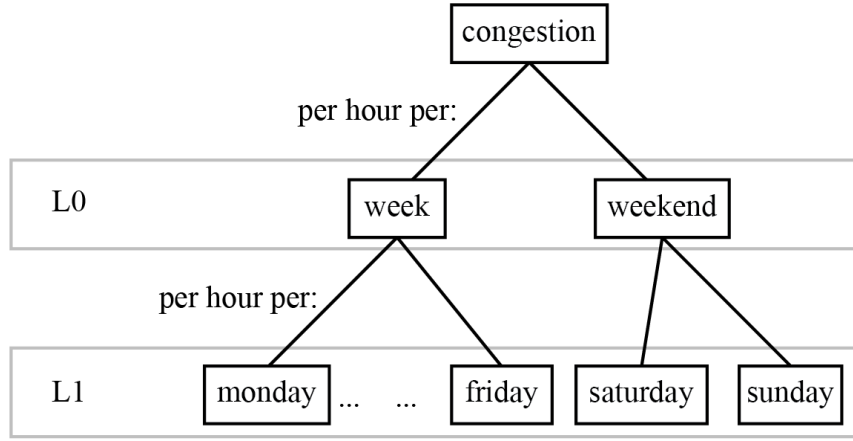 congestion
per hour per:
L0 week weekend
per hour per:
L1 monday ... ... friday saturday sunday